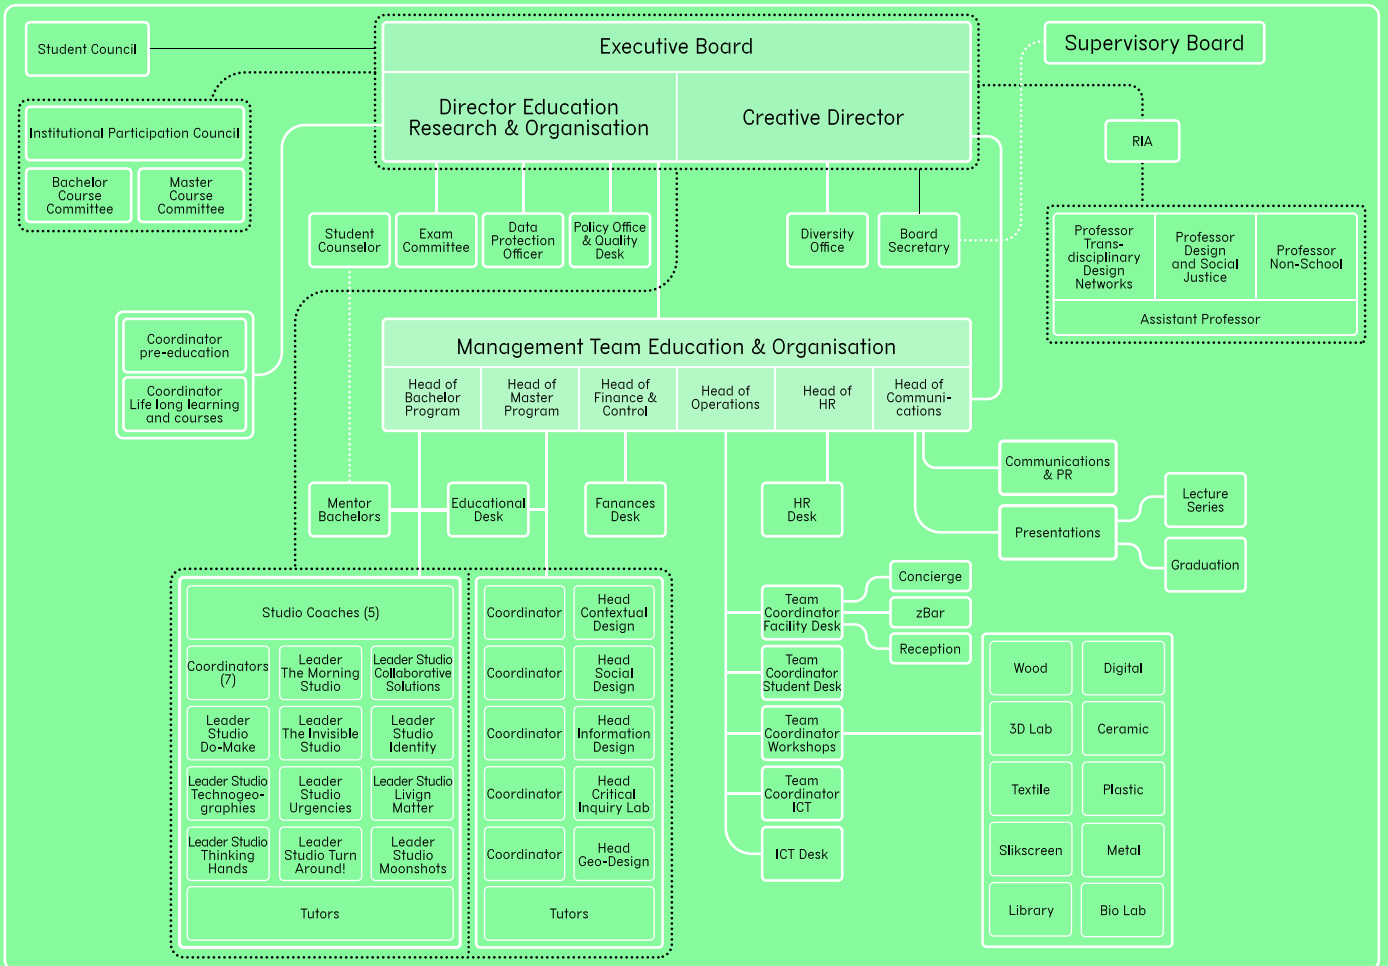 Student Council
Executive Board
Supervisory Board
Director Education
Research & Organisation
Creative Director
Institutional Participation Council
Bachelor
Course
Committee
Master
Course
Committee
RIA
Student
Counselor
Exam
Committee
Data
Protection
Officer
Policy Office
& Quality
Desk
Diversity
Office
Board
Secretary
Professor
Trans-
disciplinary
Design
Networks
Professor
Design
and Social
Justice
Professor
Non-School
Assistant Professor
Coordinator
pre-education
Coordinator
Life long learning
and courses
Management Team Education & Organisation
Head of
Bachelor
Program
Head of
Master
Program
Head of
Finance &
Control
Head of
Operations
Head of
HR
Head of
Communi-
cations
Mentor
Bachelors
Educational
Desk
Fanances
Desk
HR
Desk
Communications
& PR
Presentations
Lecture
Series
Graduation
Studio Coaches (5)
Coordinators
(7)
Leader
The Morning
Studio
Leader Studio
Collaborative
Solutions
Leader
Studio
Do-Make
Leader
The Invisible
Studio
Leader
Studio
Identity
Leader Studio
Technogeo-
graphies
Leader
Studio
Urgencies
Leader Studio
Livign
Matter
Leader Studio
Thinking
Hands
Leader
Studio Turn
Around!
Leader
Studio
Moonshots
Tutors
Coordinator
Head
Contextual
Design
Coordinator
Head
Social
Design
Coordinator
Head
Information
Design
Coordinator
Head
Critical
Inquiry Lab
Coordinator
Head
Geo-Design
Tutors
Team
Coordinator
Facility Desk
Concierge
zBar
Reception
Team
Coordinator
Student Desk
Team
Coordinator
Workshops
Team
Coordinator
ICT
ICT Desk
Wood
Digital
3D Lab
Ceramic
Textile
Plastic
Slikscreen
Metal
Library
Bio Lab